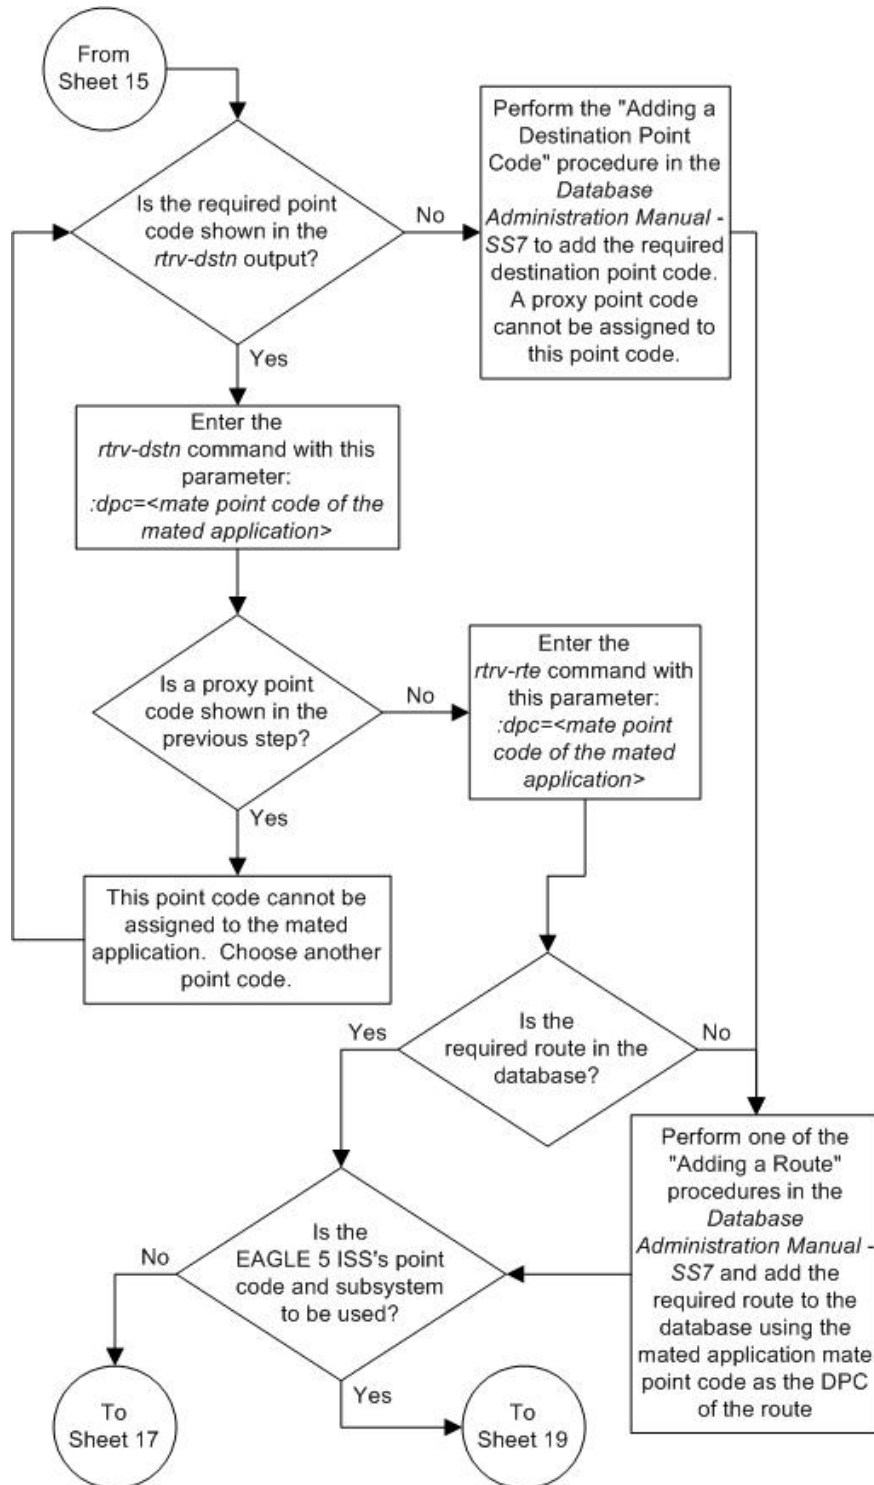 From
Sheet 15
Is the required point
code shown in the
rtrv-dstn output?
No
Perform the "Adding a
Destination Point
Code" procedure in the
Database
Administration Manual -
SS7 to add the required
destination point code.
A proxy point code
cannot be assigned to
this point code.
Yes
Enter the
rtrv-dstn command with this
parameter:
:dpc=<mate point code of the
mated application>
Is a proxy point
code shown in the
previous step?
No
Enter the
rtrv-rte command with
this parameter:
:dpc=<mate point
code of the mated
application>
Yes
This point code cannot be
assigned to the mated
application. Choose another
point code.
Is the
required route in the
database?
Yes
No
Perform one of the
"Adding a Route"
procedures in the
Database
Administration Manual -
SS7 and add the
required route to the
database using the
mated application mate
point code as the DPC
of the route
Is the
EAGLE 5 ISS's point
code and subsystem
to be used?
No
Yes
To
Sheet 17
To
Sheet 19